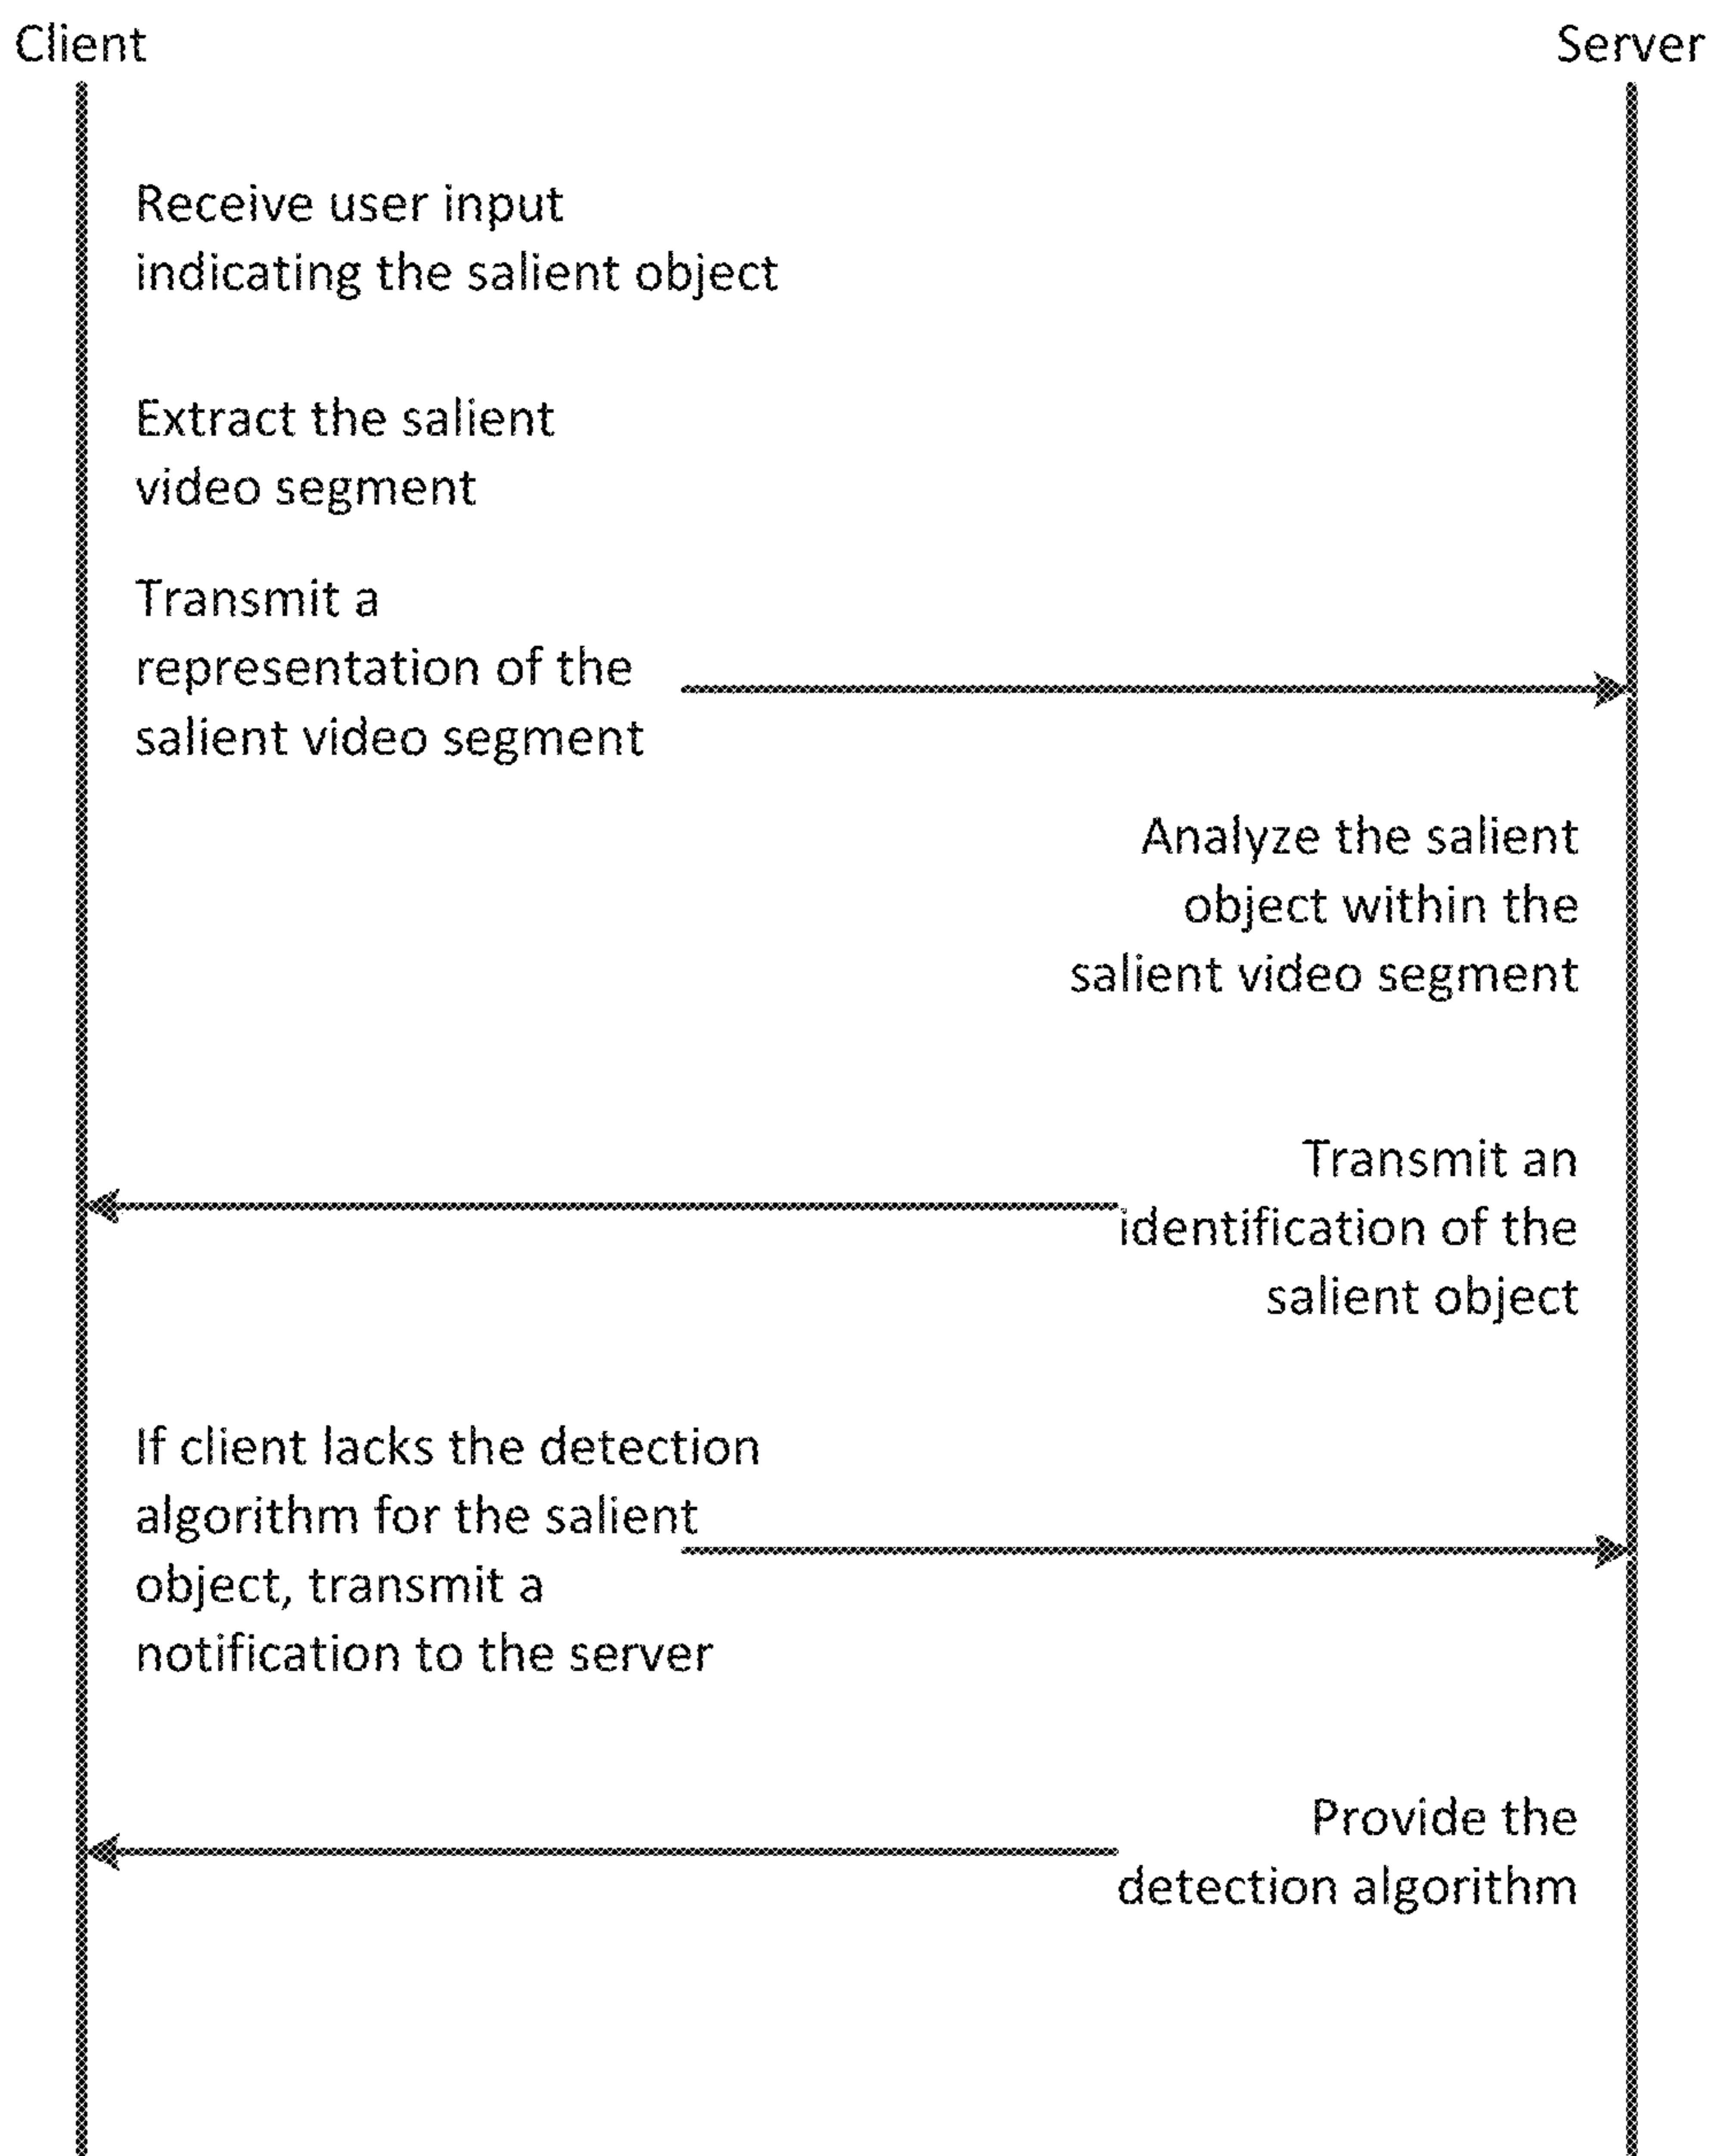 Client
Server
Receive user input
indicating the salient object
Extract the salient
video segment
Transmit a
representation of the
salient video segment
Analyze the salient
object within the
salient video segment
Transmit an
identification of the
salient object
If client lacks the detection
algorithm for the salient
object, transmit a
notification to the server
Provide the
detection algorithm